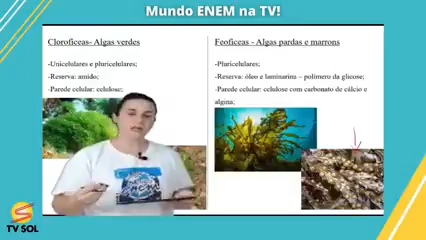 Mundo ENEM na TV!
Clorofíceas- Algas verdes
-Unicelulares e pluricelulares;
-Reserva: amido;
-Parede celular: celulose;
Feofíceas - Algas pardas e marrons
-Pluricelulares;
-Reserva: óleo e laminarina – polímero da glicose;
-Parede celular: celulose com carbonato de cálcio e
algina;
TV SOL